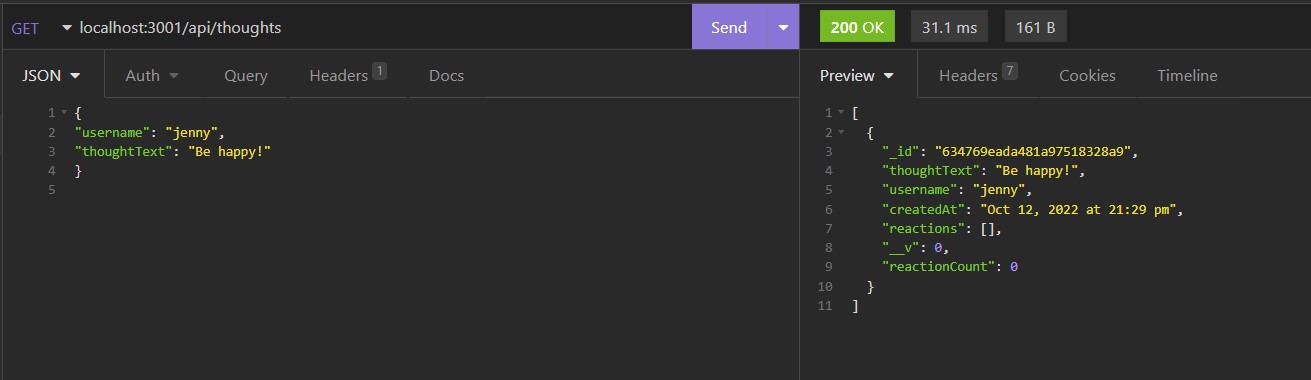 GET localhost:3001/api/thoughts Send 200 OK 31.1 ms 161 B
JSON Auth Query Headers 1 Docs Preview Headers 7 Cookies Timeline
1 {
2 "username": "jenny",
3 "thoughtText": "Be happy!"
4 }
5
1 [
2 {
3 "_id": "634769eada481a97518328a9",
4 "thoughtText": "Be happy!",
5 "username": "jenny",
6 "createdAt": "Oct 12, 2022 at 21:29 pm",
7 "reactions": [],
8 "__v": 0,
9 "reactionCount": 0
10 }
11 ]